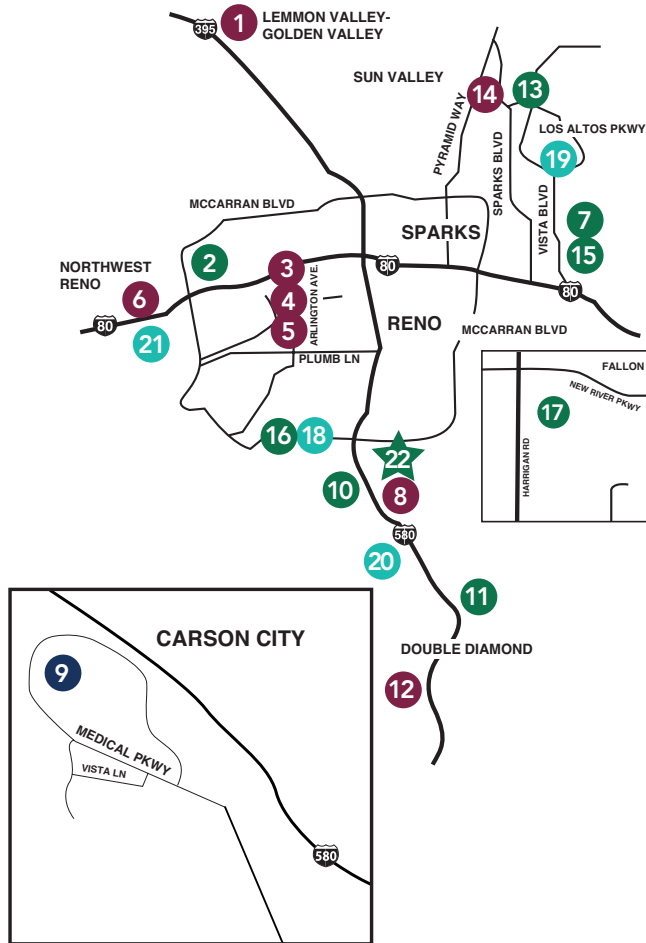 1
LEMMON VALLEY-
GOLDEN VALLEY
395
SUN VALLEY
14
13
PYRAMID WAY
SPARKS BLVD
LOS ALTOS PKWY
19
VISTA BLVD
MCCARRAN BLVD
SPARKS
7
15
2
3
80
NORTHWEST
RENO
6
4
ARLINGTON AVE.
80
80
21
5
RENO
MCCARRAN BLVD
PLUMB LN
FALLON
NEW RIVER PKWY
17
HARRIGAN RD
16
18
22
10
8
580
20
11
DOUBLE DIAMOND
12
CARSON CITY
9
MEDICAL PKWY
VISTA LN
580